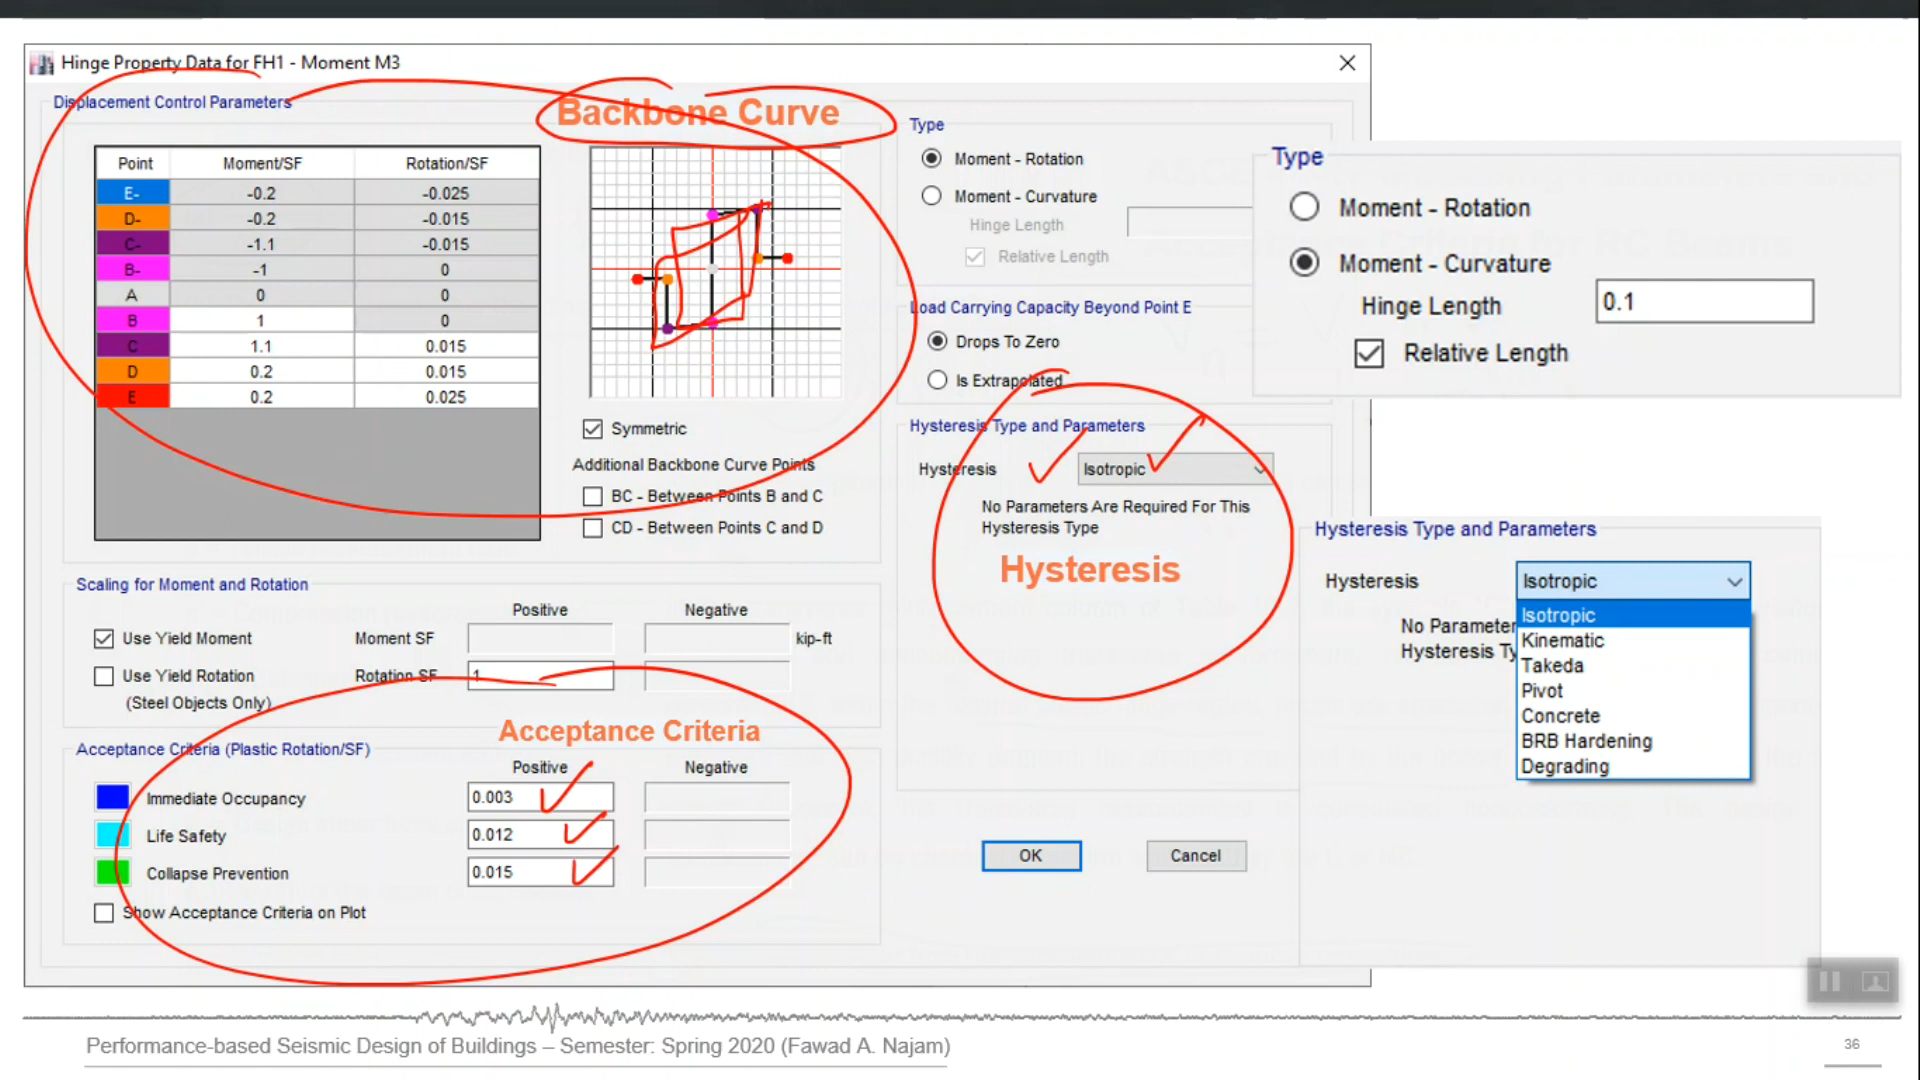 Hinge Property Data for FH1 - Moment M3
Displacement Control Parameters
Backbone Curve
Point Moment/SF Rotation/SF
E- -0.2 -0.025
D- -0.2 -0.015
C- -1.1 -0.015
B- -1 0
A 0 0
B 1 0
C 1.1 0.015
D 0.2 0.015
E 0.2 0.025
Symmetric
Additional Backbone Curve Points
BC - Between Points B and C
CD - Between Points C and D
Scaling for Moment and Rotation
Positive Negative
Use Yield Moment Moment SF kip-ft
Use Yield Rotation Rotation SF 1
(Steel Objects Only)
Acceptance Criteria
Acceptance Criteria (Plastic Rotation/SF)
Positive Negative
Immediate Occupancy 0.003
Life Safety 0.012
Collapse Prevention 0.015
Show Acceptance Criteria on Plot
Type
Moment - Rotation
Moment - Curvature
Hinge Length
Relative Length
Load Carrying Capacity Beyond Point E
Drops To Zero
Is Extrapolated
Hysteresis Type and Parameters
Hysteresis Isotropic
No Parameters Are Required For This
Hysteresis Type
Hysteresis
OK Cancel
Type
Moment - Rotation
Moment - Curvature
Hinge Length 0.1
Relative Length
Hysteresis Type and Parameters
Hysteresis Isotropic
No Parameter
Hysteresis Ty
Isotropic
Kinematic
Takeda
Pivot
Concrete
BRB Hardening
Degrading
Performance-based Seismic Design of Buildings – Semester: Spring 2020 (Fawad A. Najam)
36